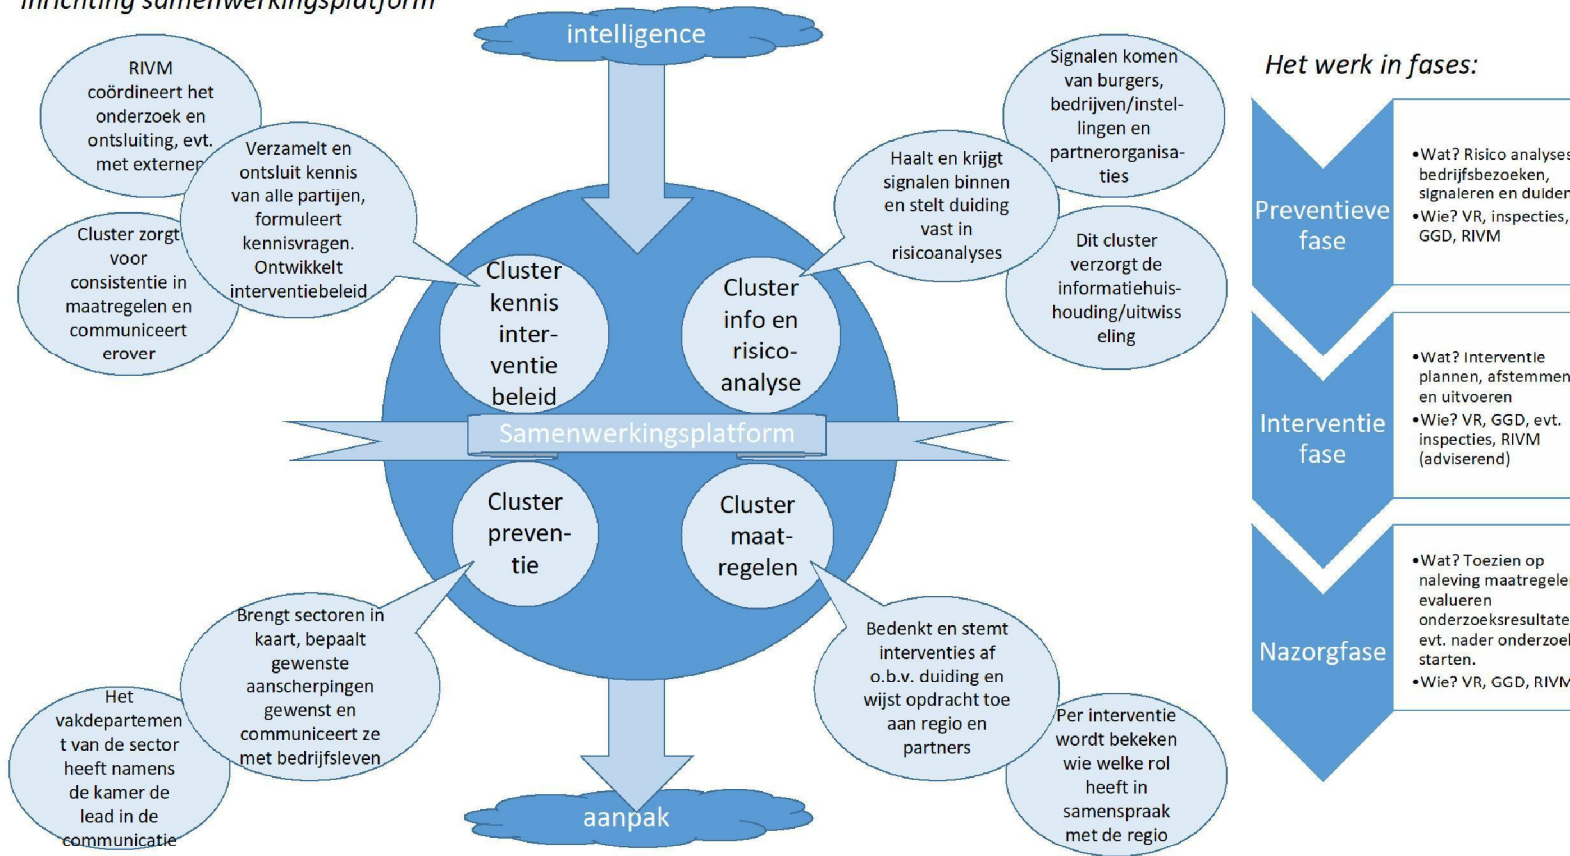 Inrichting samenwerkingsplatform
intelligence
RIVM
coördineert het
onderzoek en
ontsluiting, evt.
met externen
Verzamelt en
ontsluit kennis
van alle partijen,
formuleert
kennisvragen.
Ontwikkelt
interventiebeleid
Cluster zorgt
voor
consistentie in
maatregelen en
communiceert
erover
Signalen komen
van burgers,
bedrijven/instel-
lingen en
partnerorganisa-
ties
Haalt en krijgt
signalen binnen
en stelt duiding
vast in
risicoanalyses
Dit cluster
verzorgt de
informatiehuis-
houding/uitwiss
eling
Cluster
kennis
inter-
ventie
beleid
Cluster
info en
risico-
analyse
Samenwerkingsplatform
Cluster
preven-
tie
Cluster
maat-
regelen
Brengt sectoren in
kaart, bepaalt
gewenste
aanscherpingen
gewenst en
communiceert ze
met bedrijfsleven
Het
vakdepartemen
t van de sector
heeft namens
de kamer de
lead in de
communicatie
Bedenkt en stemt
interventies af
o.b.v. duiding en
wijst opdracht toe
aan regio en
partners
Per interventie
wordt bekeken
wie welke rol
heeft in
samenspraak
met de regio
aanpak
Het werk in fases:
Preventieve
fase
•Wat? Risico analyses
bedrijfsbezoeken,
signaleren en duiden
•Wie? VR, inspecties,
GGD, RIVM
Interventie
fase
•Wat? Interventie
plannen, afstemmen
en uitvoeren
•Wie? VR, GGD, evt.
inspecties, RIVM
(adviserend)
Nazorgfase
•Wat? Toezien op
naleving maatregelen
evalueren
onderzoeksresultate
evt. nader onderzoek
starten.
•Wie? VR, GGD, RIVM